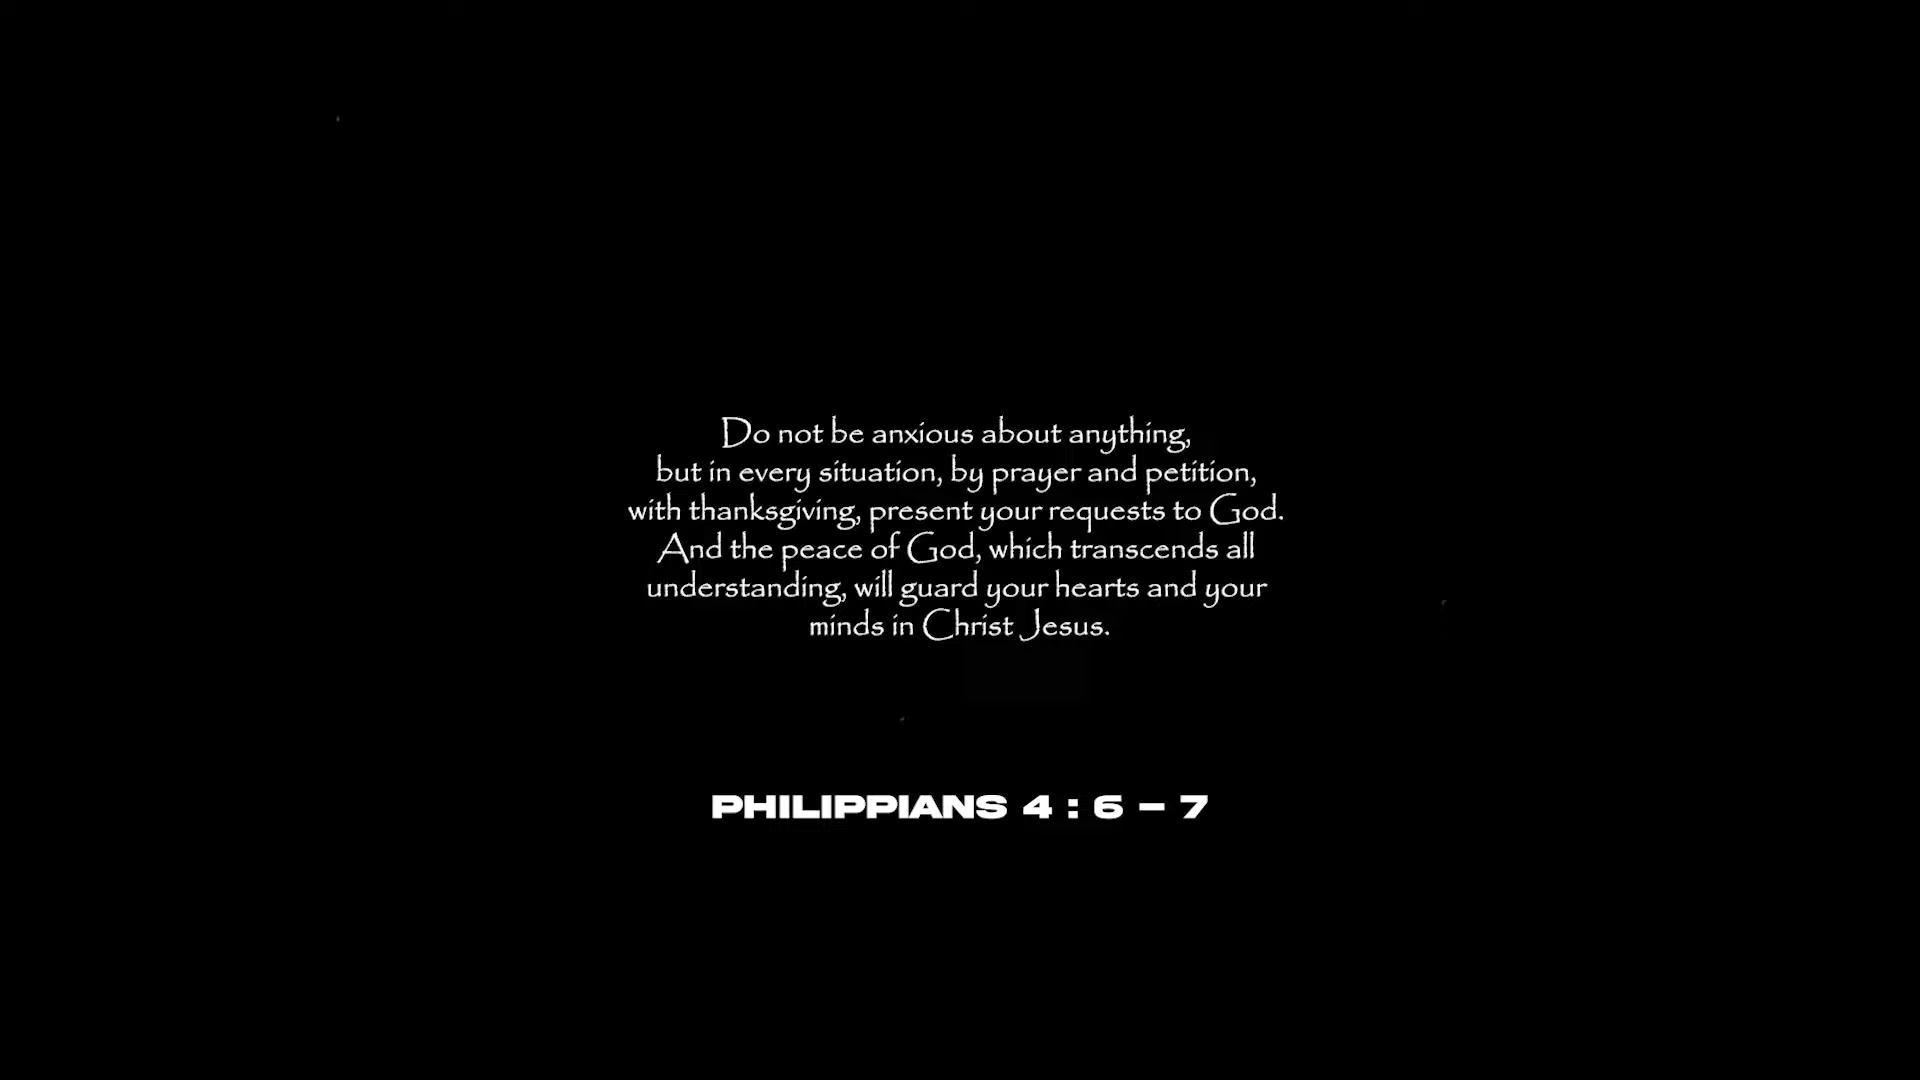 Do not be anxious about anything,
but in every situation, by prayer and petition,
with thanksgiving, present your requests to God.
And the peace of God, which transcends all
understanding, will guard your hearts and your
minds in Christ Jesus.
PHILIPPIANS 4 : 6 – 7